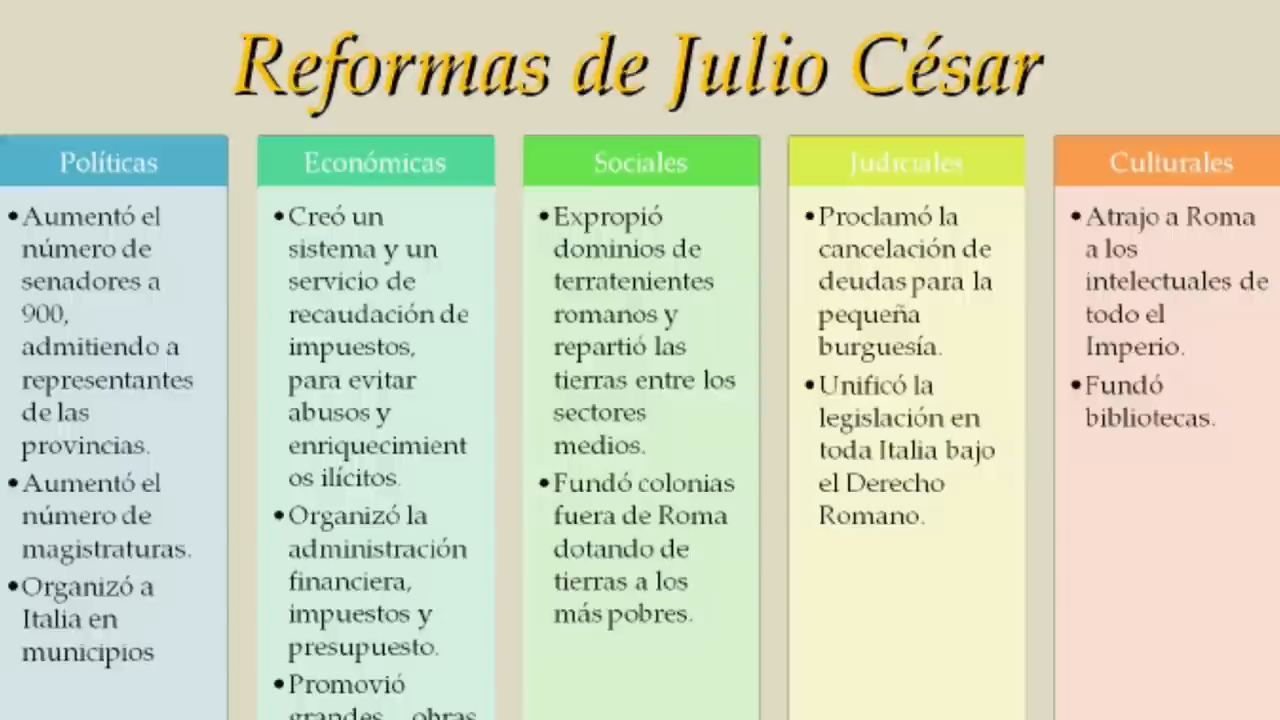 Reformas de Julio César
Políticas
•Aumentó el
número de
senadores a
900,
admitiendo a
representantes
de las
provincias.
•Aumentó el
número de
magistraturas.
•Organizó a
Italia en
municipios
Económicas
•Creó un
sistema y un
servicio de
recaudación de
impuestos,
para evitar
abusos y
enriquecimient
os ilícitos.
•Organizó la
administración
financiera,
impuestos y
presupuesto.
•Promovió
grandes obras
Sociales
•Expropió
dominios de
terratenientes
romanos y
repartió las
tierras entre los
sectores
medios.
•Fundó colonias
fuera de Roma
dotando de
tierras a los
más pobres.
Judiciales
•Proclamó la
cancelación de
deudas para la
pequeña
burguesía.
•Unificó la
legislación en
toda Italia bajo
el Derecho
Romano.
Culturales
•Atrajo a Roma
a los
intelectuales de
todo el
Imperio.
•Fundó
bibliotecas.